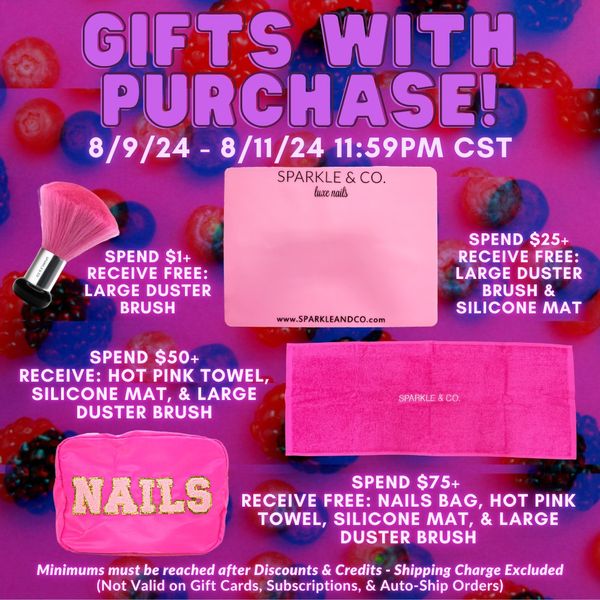 GIFTS WITH
PURCHASE!
8/9/24 - 8/11/24 11:59PM CST
SPARKLE & CO.
luxe nails
www.SPARKLEANDCO.com
SPEND $1+
RECEIVE FREE:
LARGE DUSTER
BRUSH
SPEND $25+
RECEIVE FREE:
LARGE DUSTER
BRUSH &
SILICONE MAT
SPEND $50+
RECEIVE: HOT PINK TOWEL,
SILICONE MAT, & LARGE
DUSTER BRUSH
SPARKLE & CO.
NAILS
SPEND $75+
RECEIVE FREE: NAILS BAG, HOT PINK
TOWEL, SILICONE MAT, & LARGE
DUSTER BRUSH
Minimums must be reached after Discounts & Credits - Shipping Charge Excluded
(Not Valid on Gift Cards, Subscriptions, & Auto-Ship Orders)